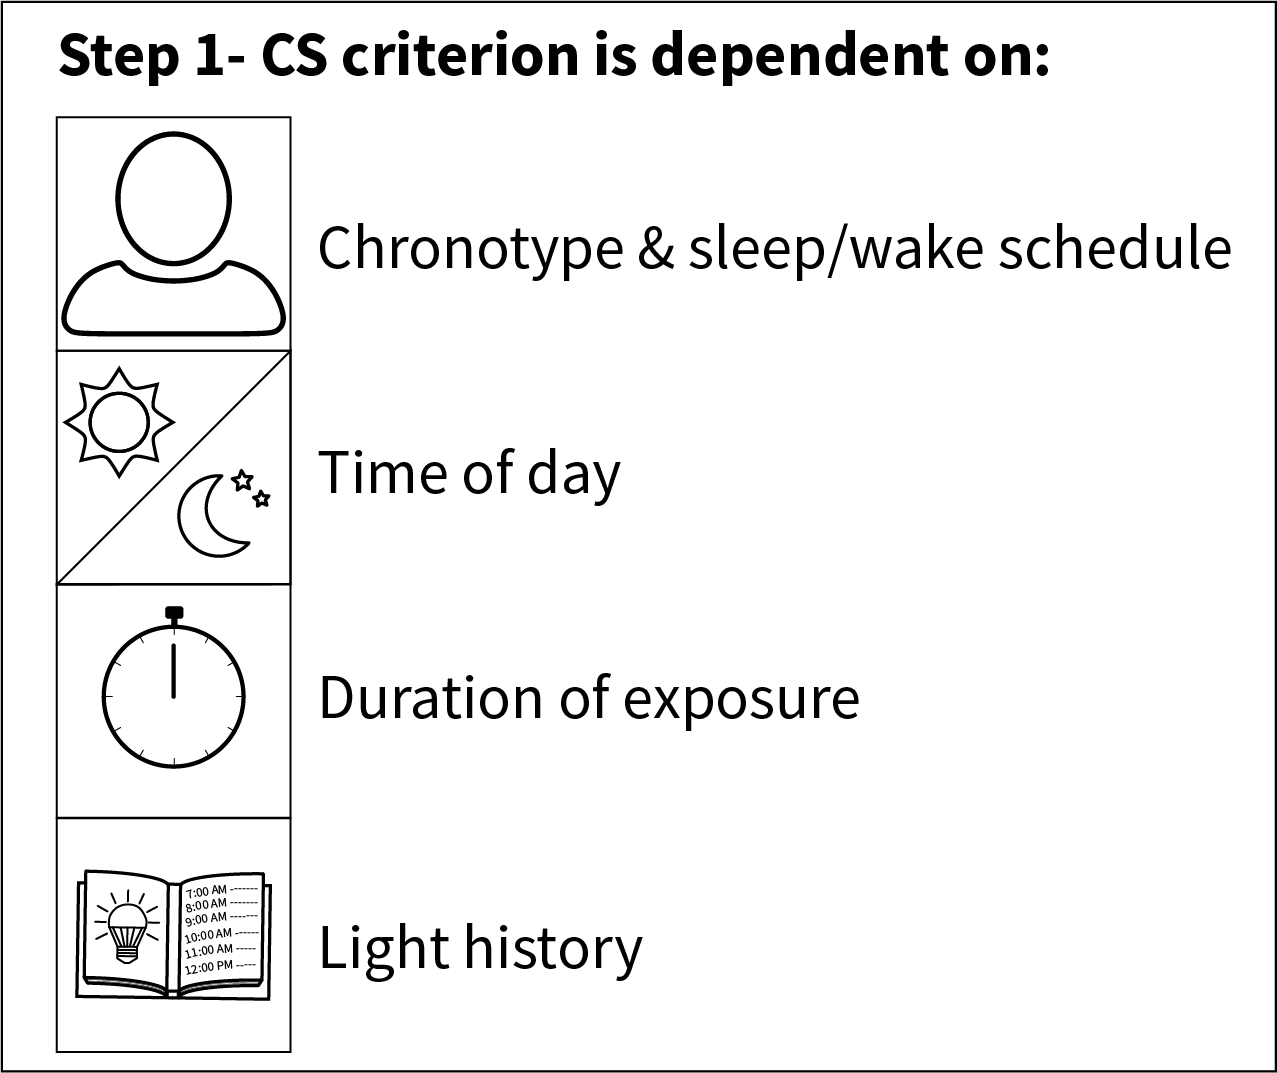 Step 1- CS criterion is dependent on:
Chronotype & sleep/wake schedule
Time of day
Duration of exposure
7:00 AM -------
8:00 AM ------
9:00 AM ------
10:00 AM ------
11:00 AM -----
12:00 PM -----
Light history